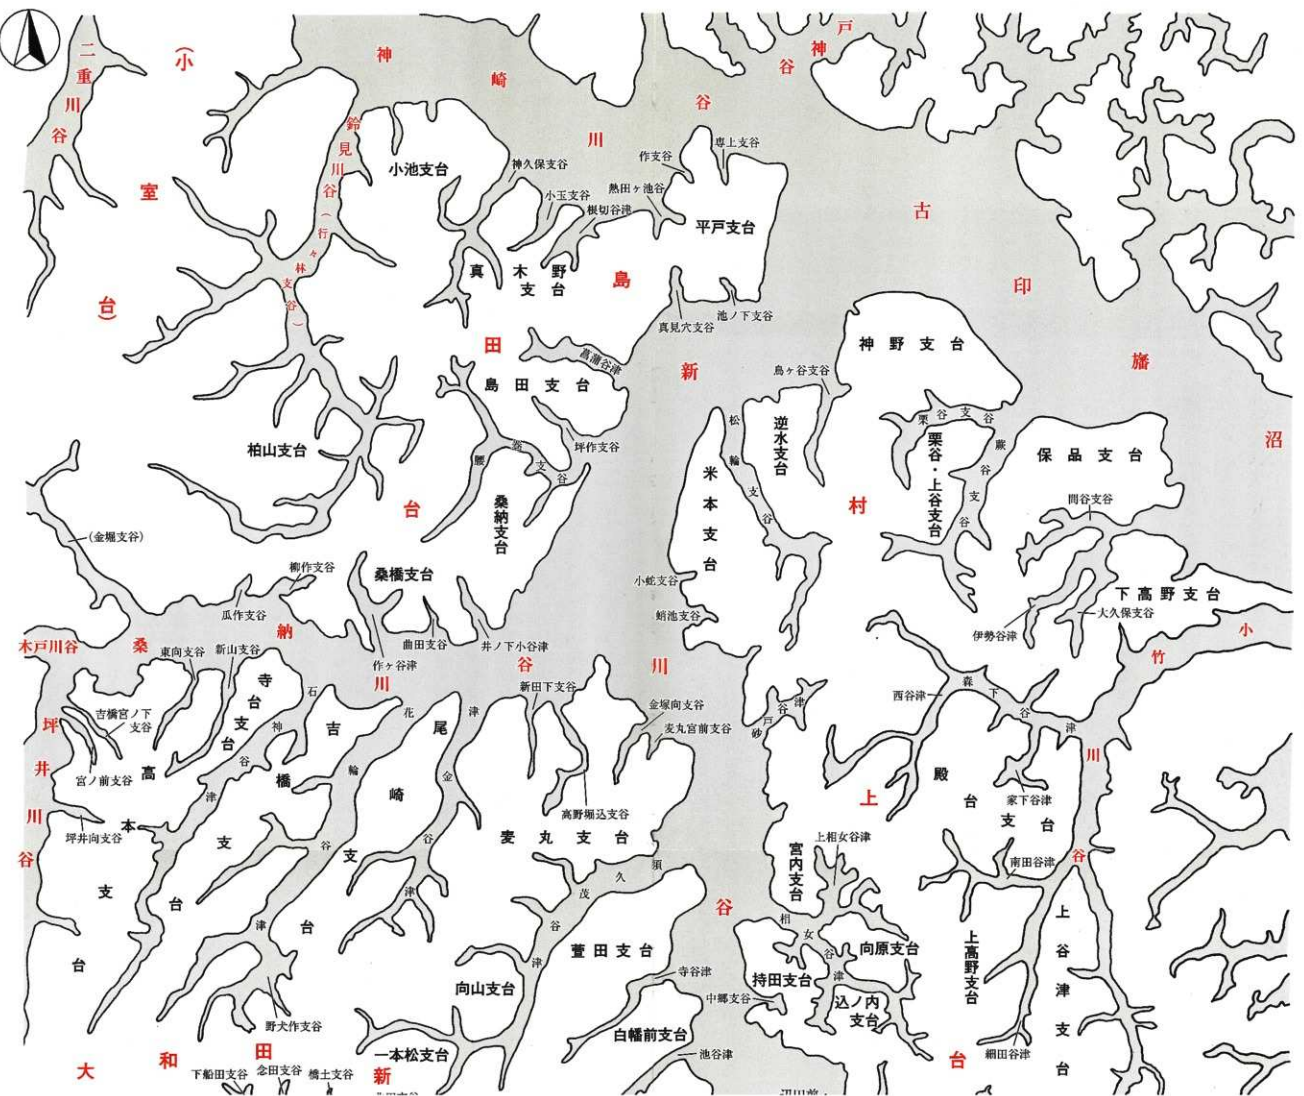 二重川谷
(小室台)
神崎川谷
神戸谷
鈴見川谷(行々林支谷)
小池支台
神久保支谷
小玉支谷
作支谷
専上支谷
熱田ヶ池谷
根切谷津
平戸支台
真木野支台
島田台
古印旛沼
真見穴支谷
池ノ下支谷
菖蒲谷津
新川谷
島田支台
坪作支谷
腰巻支谷
桑納支台
柏山支台
烏ヶ谷支谷
神野支台
松輪支谷
逆水支台
米本支台
栗谷支谷
栗谷・上谷支台
蕨谷支谷
保品支台
間谷支谷
村上台
(金堀支谷)
柳作支谷
瓜作支谷
桑橋支台
小蛇支谷
蛸池支谷
下高野支台
大久保支谷
伊勢谷津
木戸川谷
桑納川谷
東向支谷
新山支谷
曲田支谷
井ノ下小谷津
作ヶ谷津
小竹川谷
坪井川谷
吉橋宮ノ下支谷
宮ノ前支谷
坪井向支谷
寺台支台
石神谷津
吉橋支台
花輪谷津
尾崎支台
津金谷津
新田下支谷
金塚向支谷
麦丸宮前支谷
砂戸谷津
西谷津
森下谷津
高野堀込支谷
麦丸支台
殿台支台
家下谷津
高本支台
須久茂谷津
宮内支台
上相女谷津
南田谷津
相女谷津
向原支台
持田支台
込ノ内支台
上高野支台
上谷津支台
萱田支台
寺谷津
中郷支谷
向山支台
白幡前支台
池谷津
野犬作支谷
一本松支台
細田谷津
大和田新
下船田支谷
念田支谷
橋土支谷